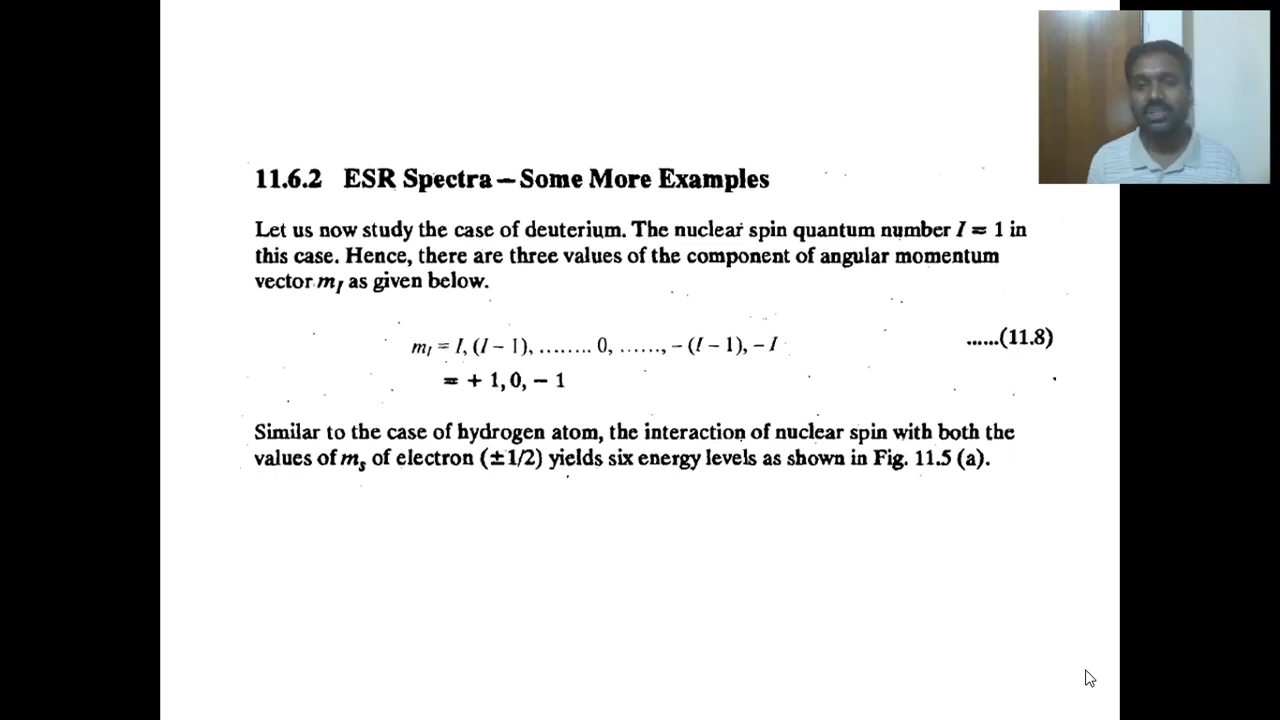 11.6.2 ESR Spectra – Some More Examples
Let us now study the case of deuterium. The nuclear spin quantum number I = 1 in
this case. Hence, there are three values of the component of angular momentum
vector m_I as given below.
m_I = I, (I – 1), ........ 0, ......, – (I – 1), – I ......(11.8)
= + 1, 0, – 1
Similar to the case of hydrogen atom, the interaction of nuclear spin with both the
values of m_s of electron (±1/2) yields six energy levels as shown in Fig. 11.5 (a).